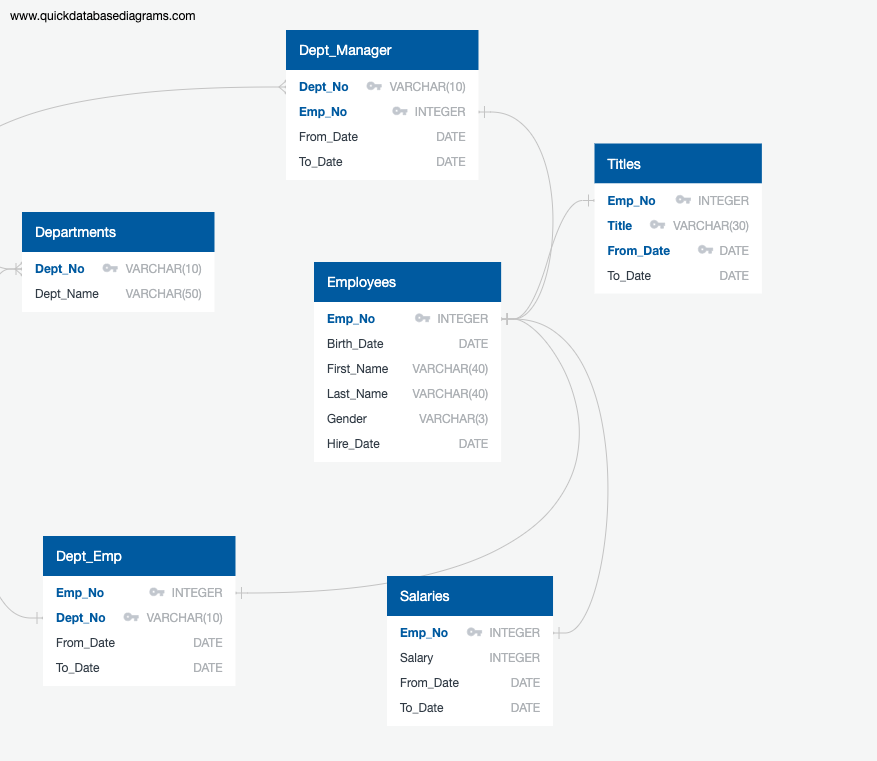 www.quickdatabasediagrams.com
Dept_Manager
Dept_No VARCHAR(10)
Emp_No INTEGER
From_Date DATE
To_Date DATE
Titles
Emp_No INTEGER
Title VARCHAR(30)
From_Date DATE
To_Date DATE
Departments
Dept_No VARCHAR(10)
Dept_Name VARCHAR(50)
Employees
Emp_No INTEGER
Birth_Date DATE
First_Name VARCHAR(40)
Last_Name VARCHAR(40)
Gender VARCHAR(3)
Hire_Date DATE
Dept_Emp
Emp_No INTEGER
Dept_No VARCHAR(10)
From_Date DATE
To_Date DATE
Salaries
Emp_No INTEGER
Salary INTEGER
From_Date DATE
To_Date DATE